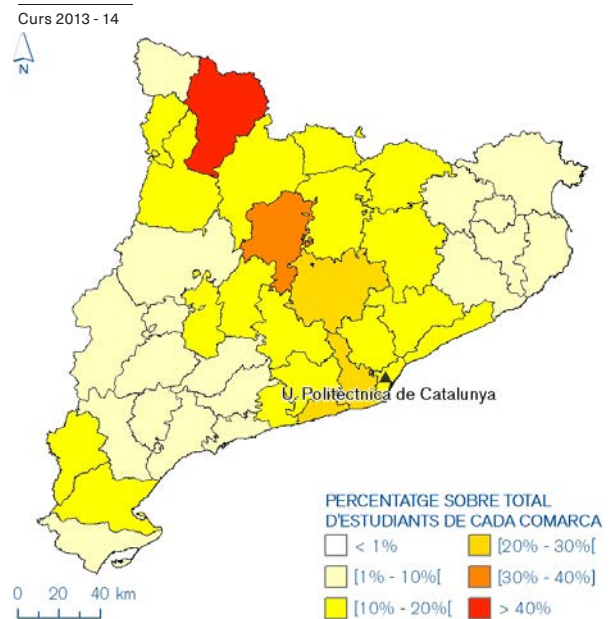 Curs 2013 - 14
N
U. Politèctnica de Catalunya
PERCENTATGE SOBRE TOTAL
D'ESTUDIANTS DE CADA COMARCA
< 1%
[20% - 30%[
[1% - 10%[
[30% - 40%]
[10% - 20%[
> 40%
0 20 40 km